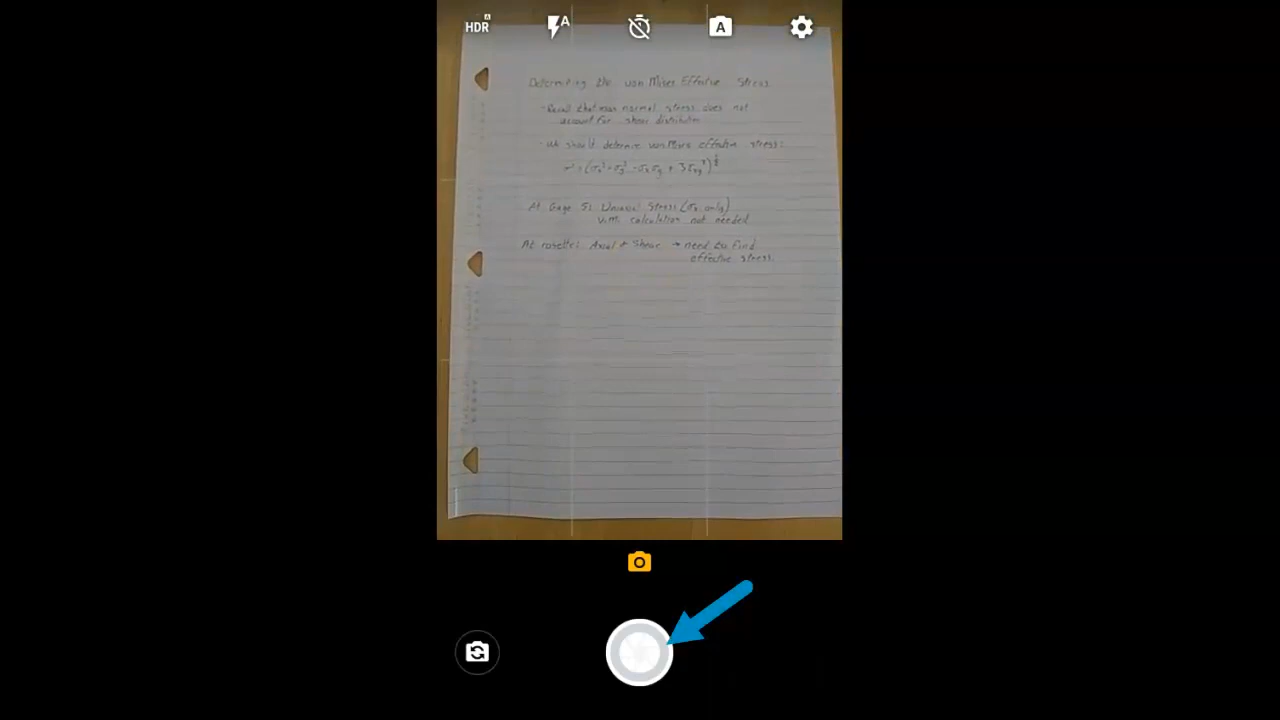 HDR A
A
A
Determining the von Mises Effective Stress
- Recall that max normal stress does not
account for shear distribution
- We should determine von Mises effective stress:
At Gage 5: Uniaxial Stress (σx only)
V.M. calculation not needed
At rosette: Axial + Shear → need to find
effective stress.